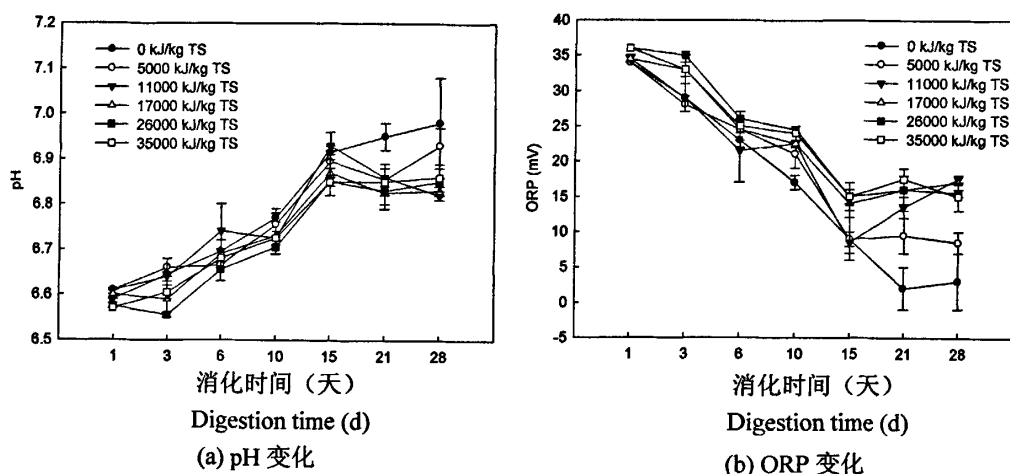 7.2
7.1
7.0
6.9
6.8
6.7
6.6
6.5
pH
0 kJ/kg TS
5000 kJ/kg TS
11000 kJ/kg TS
17000 kJ/kg TS
26000 kJ/kg TS
35000 kJ/kg TS
1 3 6 10 15 21 28
消化时间（天）
Digestion time (d)
(a) pH 变化
40
35
30
25
20
15
10
5
0
-5
ORP (mV)
0 kJ/kg TS
5000 kJ/kg TS
11000 kJ/kg TS
17000 kJ/kg TS
26000 kJ/kg TS
35000 kJ/kg TS
1 3 6 10 15 21 28
消化时间（天）
Digestion time (d)
(b) ORP 变化